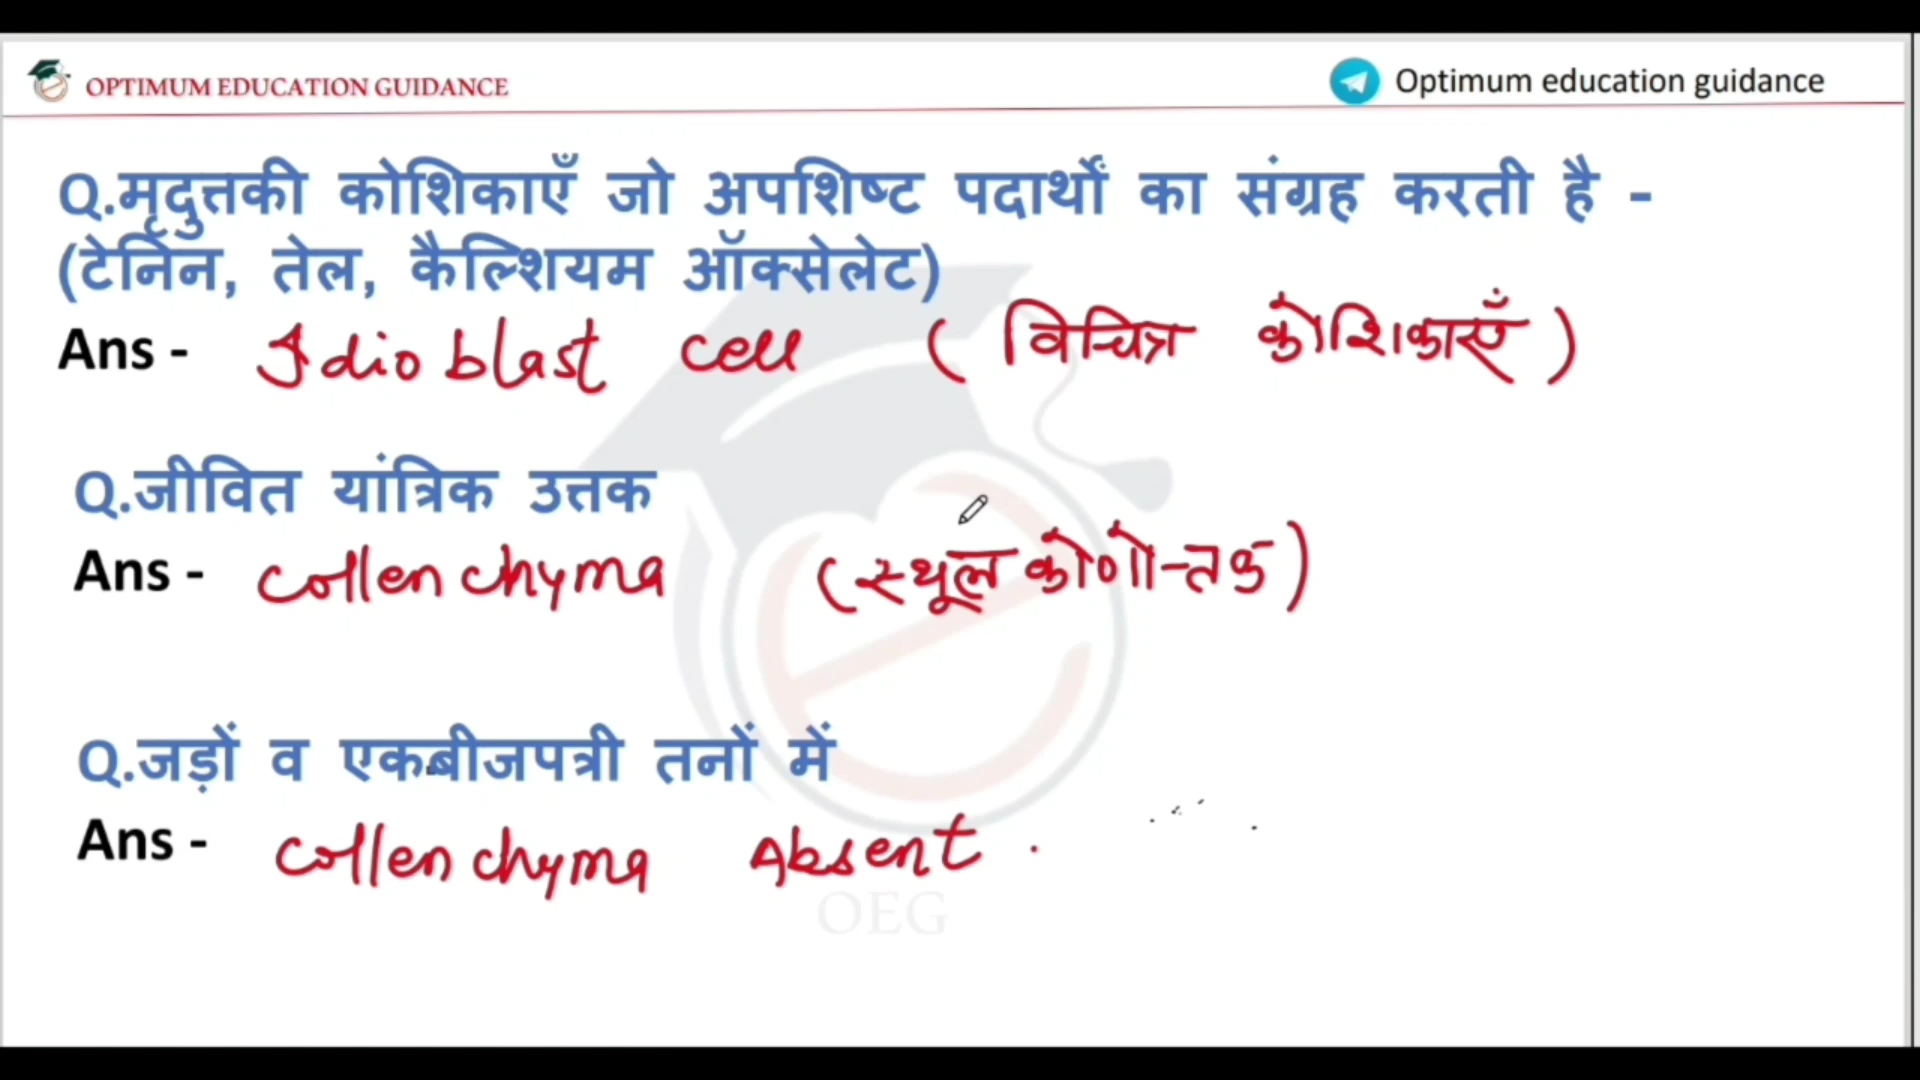 OPTIMUM EDUCATION GUIDANCE
Optimum education guidance
Q.मृदुत्तकी कोशिकाएँ जो अपशिष्ट पदार्थों का संग्रह करती है -
(टेनिन, तेल, कैल्शियम ऑक्सेलेट)
Ans - Idioblast cell (विचित्र कोशिकाएँ)
Q.जीवित यांत्रिक उत्तक
Ans - collenchyma (स्थूलकोणो-तक)
Q.जड़ों व एकबीजपत्री तनों में
Ans - collenchyma Absent .
OEG